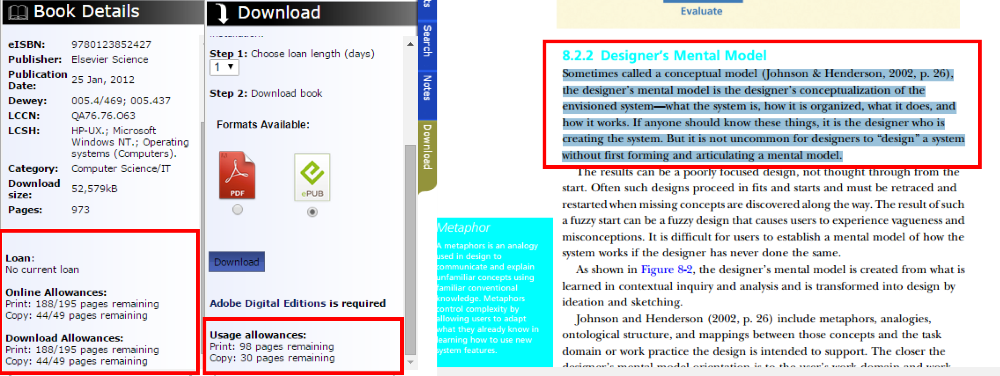 Book Details
eISBN: 9780123852427
Publisher: Elsevier Science
Publication
Date: 25 Jan, 2012
Dewey: 005.4/469; 005.437
LCCN: QA76.76.O63
LCSH: HP-UX.; Microsoft
Windows NT.; Operating
systems (Computers).
Category: Computer Science/IT
Download
size: 52,579kB
Pages: 973
Loan:
No current loan
Online Allowances:
Print: 188/195 pages remaining
Copy: 44/49 pages remaining
Download Allowances:
Print: 188/195 pages remaining
Copy: 44/49 pages remaining
Download
Step 1: Choose loan length (days)
1
Step 2: Download book
Formats Available:
PDF
ePUB
Download
Adobe Digital Editions is required
Usage allowances:
Print: 98 pages remaining
Copy: 30 pages remaining
ts
Search
Notes
Download
Evaluate
8.2.2 Designer's Mental Model
Sometimes called a conceptual model (Johnson & Henderson, 2002, p. 26),
the designer's mental model is the designer's conceptualization of the
envisioned system—what the system is, how it is organized, what it does, and
how it works. If anyone should know these things, it is the designer who is
creating the system. But it is not uncommon for designers to “design” a system
without first forming and articulating a mental model.
The results can be a poorly focused design, not thought through from the
start. Often such designs proceed in fits and starts and must be retraced and
restarted when missing concepts are discovered along the way. The result of such
a fuzzy start can be a fuzzy design that causes users to experience vagueness and
misconceptions. It is difficult for users to establish a mental model of how the
system works if the designer has never done the same.
As shown in Figure 8-2, the designer's mental model is created from what is
learned in contextual inquiry and analysis and is transformed into design by
ideation and sketching.
Johnson and Henderson (2002, p. 26) include metaphors, analogies,
ontological structure, and mappings between those concepts and the task
domain or work practice the design is intended to support. The closer the
designer's mental model orientation is to the user's work domain and work
Metaphor
A metaphors is an analogy
used in design to
communicate and explain
unfamiliar concepts using
familiar conventional
knowledge. Metaphors
control complexity by
allowing users to adapt
what they already know in
learning how to use new
system features.